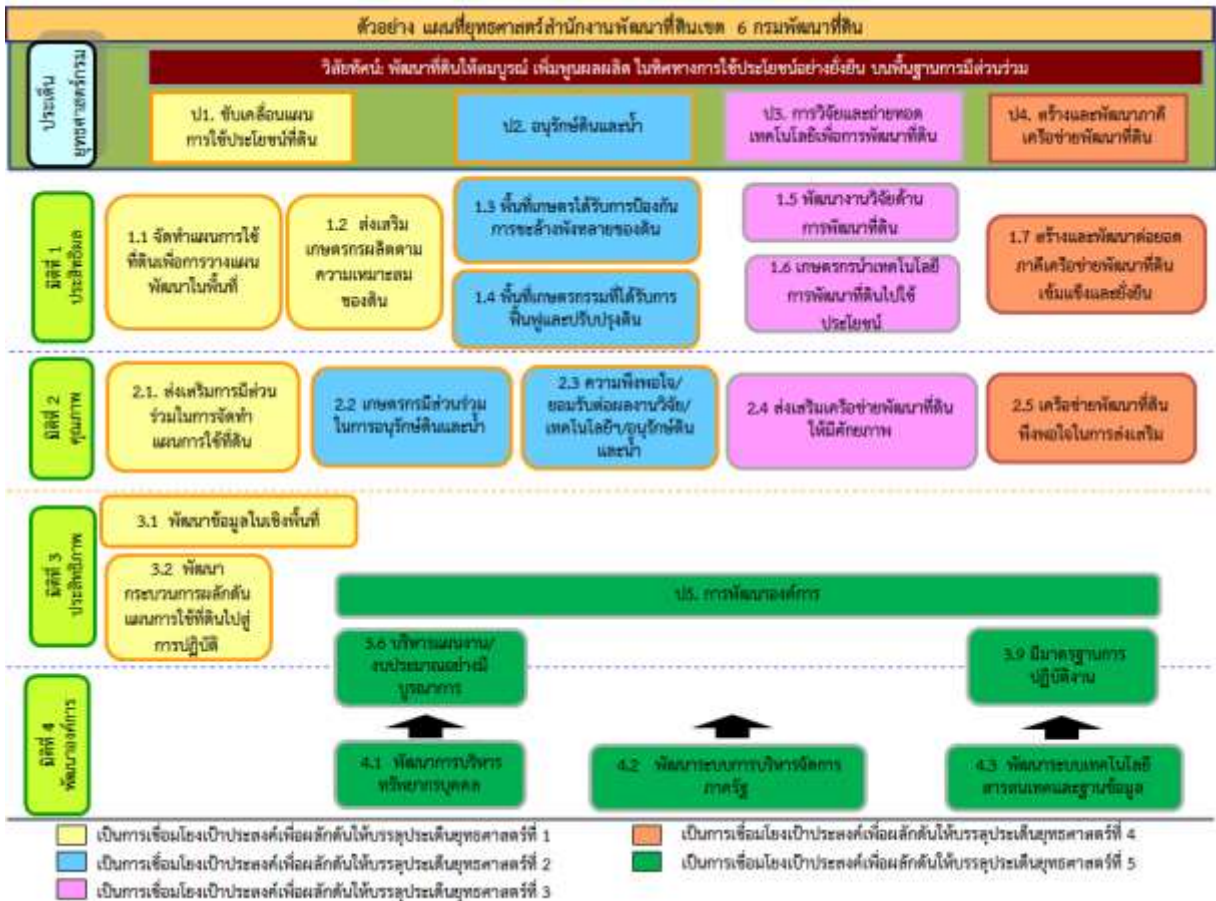 ตัวอย่าง แผนที่ยุทธศาสตร์สำนักงานพัฒนาที่ดินเขต 6 กรมพัฒนาที่ดิน
ประเด็น
ยุทธศาสตร์กรม
วิสัยทัศน์: พัฒนาที่ดินให้สมบูรณ์ เพิ่มพูนผลผลิต ในทิศทางการใช้ประโยชน์อย่างยั่งยืน บนพื้นฐานการมีส่วนร่วม
ป1. ขับเคลื่อนแผน
การใช้ประโยชน์ที่ดิน
ป2. อนุรักษ์ดินและน้ำ
ป3. การวิจัยและถ่ายทอด
เทคโนโลยีเพื่อการพัฒนาที่ดิน
ป4. สร้างและพัฒนาภาคี
เครือข่ายพัฒนาที่ดิน
มิติที่ 1
ประสิทธิผล
1.1 จัดทำแผนการใช้
ที่ดินเพื่อการวางแผน
พัฒนาในพื้นที่
1.2 ส่งเสริม
เกษตรกรผลิตตาม
ความเหมาะสม
ของดิน
1.3 พื้นที่เกษตรได้รับการป้องกัน
การชะล้างพังทลายของดิน
1.4 พื้นที่เกษตรกรรมที่ได้รับการ
ฟื้นฟูและปรับปรุงดิน
1.5 พัฒนางานวิจัยด้าน
การพัฒนาที่ดิน
1.6 เกษตรกรนำเทคโนโลยี
การพัฒนาที่ดินไปใช้
ประโยชน์
1.7 สร้างและพัฒนาต่อยอด
ภาคีเครือข่ายพัฒนาที่ดิน
เข้มแข็งและยั่งยืน
มิติที่ 2
คุณภาพ
2.1. ส่งเสริมการมีส่วน
ร่วมในการจัดทำ
แผนการใช้ที่ดิน
2.2 เกษตรกรมีส่วนร่วม
ในการอนุรักษ์ดินและน้ำ
2.3 ความพึงพอใจ/
ยอมรับต่อผลงานวิจัย/
เทคโนโลยีฯ/อนุรักษ์ดิน
และน้ำ
2.4 ส่งเสริมเครือข่ายพัฒนาที่ดิน
ให้มีศักยภาพ
2.5 เครือข่ายพัฒนาที่ดิน
พึงพอใจในการส่งเสริม
มิติที่ 3
ประสิทธิภาพ
3.1 พัฒนาข้อมูลในเชิงพื้นที่
3.2 พัฒนา
กระบวนการผลักดัน
แผนการใช้ที่ดินไปสู่
การปฏิบัติ
ป5. การพัฒนาองค์การ
3.6 บริหารแผนงาน/
งบประมาณอย่างมี
บูรณาการ
3.9 มีมาตรฐานการ
ปฏิบัติงาน
มิติที่ 4
พัฒนาองค์การ
4.1 พัฒนาการบริหาร
ทรัพยากรบุคคล
4.2 พัฒนาระบบการบริหารจัดการ
ภาครัฐ
4.3 พัฒนาระบบเทคโนโลยี
สารสนเทศและฐานข้อมูล
เป็นการเชื่อมโยงเป้าประสงค์เพื่อผลักดันให้บรรลุประเด็นยุทธศาสตร์ที่ 1
เป็นการเชื่อมโยงเป้าประสงค์เพื่อผลักดันให้บรรลุประเด็นยุทธศาสตร์ที่ 2
เป็นการเชื่อมโยงเป้าประสงค์เพื่อผลักดันให้บรรลุประเด็นยุทธศาสตร์ที่ 3
เป็นการเชื่อมโยงเป้าประสงค์เพื่อผลักดันให้บรรลุประเด็นยุทธศาสตร์ที่ 4
เป็นการเชื่อมโยงเป้าประสงค์เพื่อผลักดันให้บรรลุประเด็นยุทธศาสตร์ที่ 5